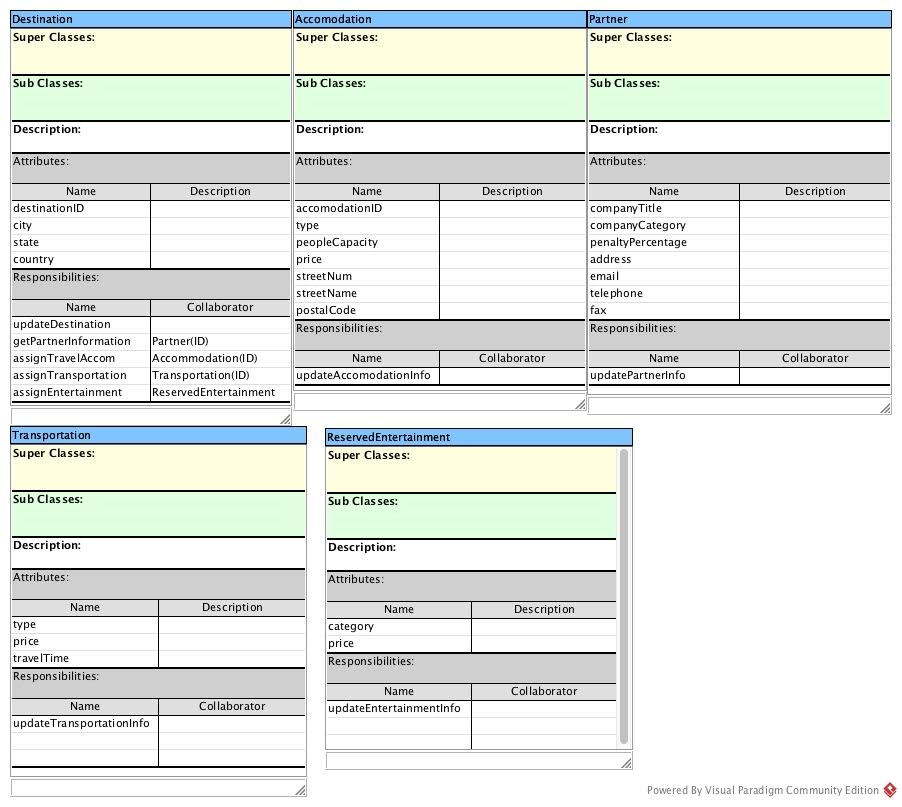 Destination
Super Classes:
Sub Classes:
Description:
Attributes:
Name Description
destinationID
city
state
country
Responsibilities:
Name Collaborator
updateDestination
getPartnerInformation Partner(ID)
assignTravelAccom Accommodation(ID)
assignTransportation Transportation(ID)
assignEntertainment ReservedEntertainment
Accomodation
Super Classes:
Sub Classes:
Description:
Attributes:
Name Description
accomodationID
type
peopleCapacity
price
streetNum
streetName
postalCode
Responsibilities:
Name Collaborator
updateAccomodationInfo
Partner
Super Classes:
Sub Classes:
Description:
Attributes:
Name Description
companyTitle
companyCategory
penaltyPercentage
address
email
telephone
fax
Responsibilities:
Name Collaborator
updatePartnerInfo
Transportation
Super Classes:
Sub Classes:
Description:
Attributes:
Name Description
type
price
travelTime
Responsibilities:
Name Collaborator
updateTransportationInfo
ReservedEntertainment
Super Classes:
Sub Classes:
Description:
Attributes:
Name Description
category
price
Responsibilities:
Name Collaborator
updateEntertainmentInfo
Powered By Visual Paradigm Community Edition